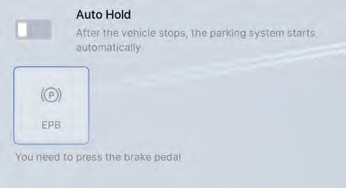 Auto Hold
After the vehicle stops, the parking system starts
automatically
(P)
EPB
You need to press the brake pedal